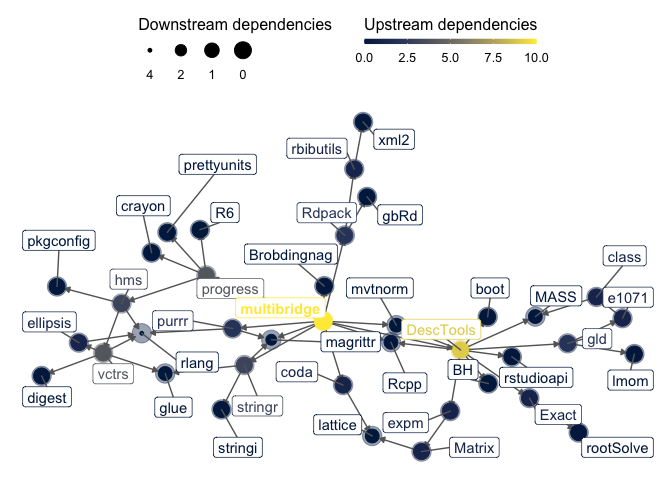 Downstream dependencies
4 2 1 0
Upstream dependencies
0.0 2.5 5.0 7.5 10.0
xml2
rbibutils
prettyunits
crayon
R6
Rdpack
gbRd
pkgconfig
Brobdingnag
class
hms
progress
mvtnorm
boot
MASS
e1071
multibridge
ellipsis
purrr
DescTools
gld
rlang
magrittr
vctrs
coda
Rcpp
BH
rstudioapi
lmom
digest
glue
stringr
lattice
expm
Exact
stringi
Matrix
rootSolve